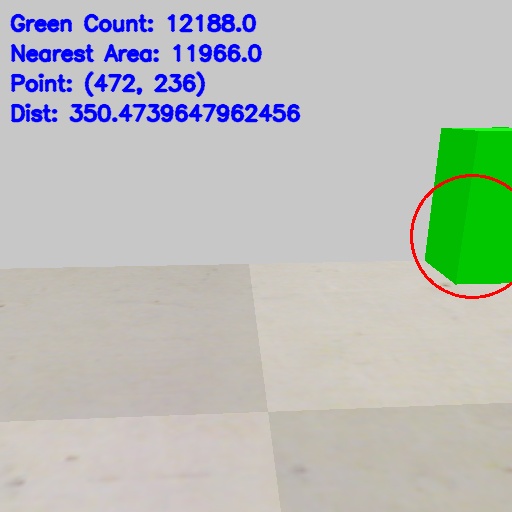 Green Count: 12188.0
Nearest Area: 11966.0
Point: (472, 236)
Dist: 350.4739647962456